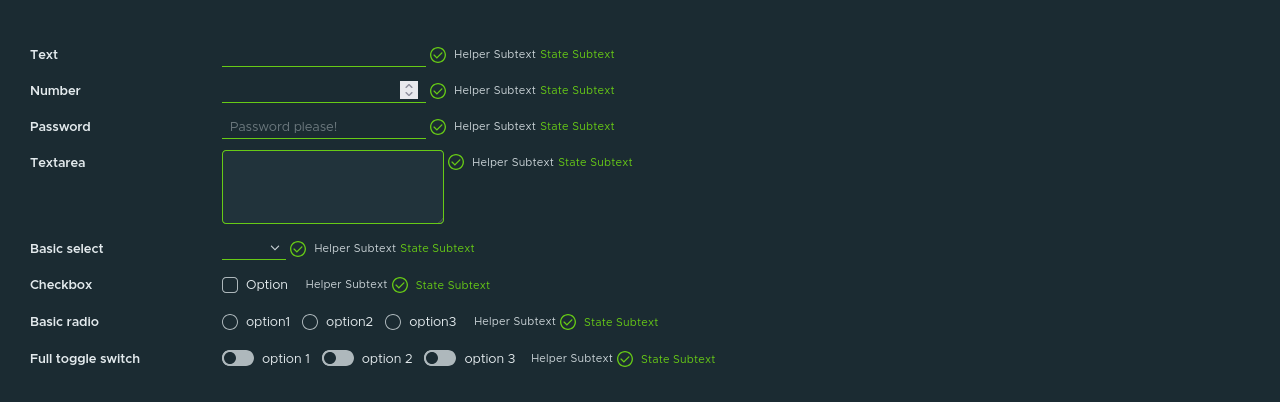 Text Helper Subtext State Subtext
Number Helper Subtext State Subtext
Password Password please! Helper Subtext State Subtext
Textarea Helper Subtext State Subtext
Basic select Helper Subtext State Subtext
Checkbox Option Helper Subtext State Subtext
Basic radio option1 option2 option3 Helper Subtext State Subtext
Full toggle switch option 1 option 2 option 3 Helper Subtext State Subtext